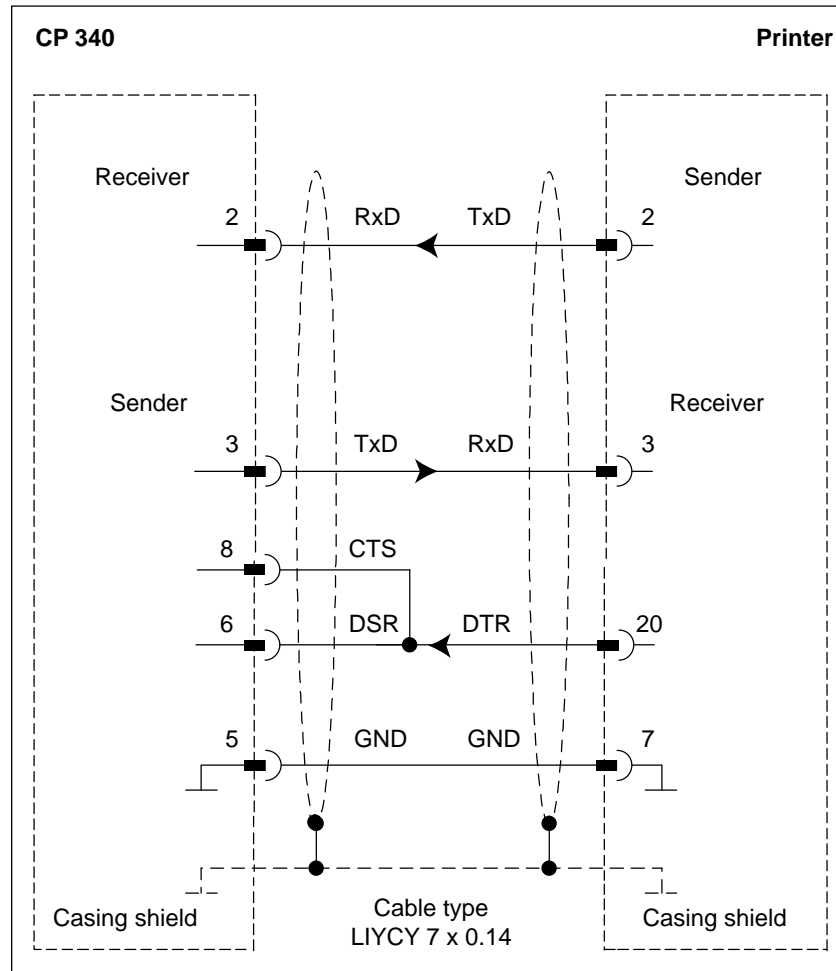 CP 340 Printer
Receiver Sender
2 RxD TxD 2
Sender Receiver
3 TxD RxD 3
8 CTS
6 DSR DTR 20
5 GND GND 7
Casing shield Cable type Casing shield
LIYCY 7 x 0.14